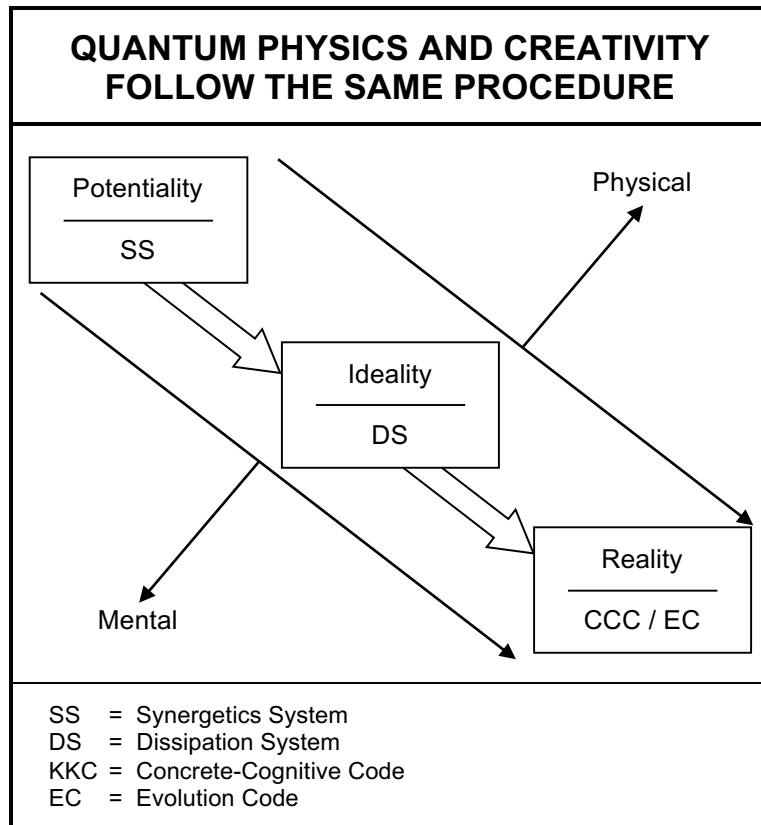 QUANTUM PHYSICS AND CREATIVITY
FOLLOW THE SAME PROCEDURE
Potentiality
SS
Physical
Ideality
DS
Mental
Reality
CCC / EC
SS = Synergetics System
DS = Dissipation System
KKC = Concrete-Cognitive Code
EC = Evolution Code